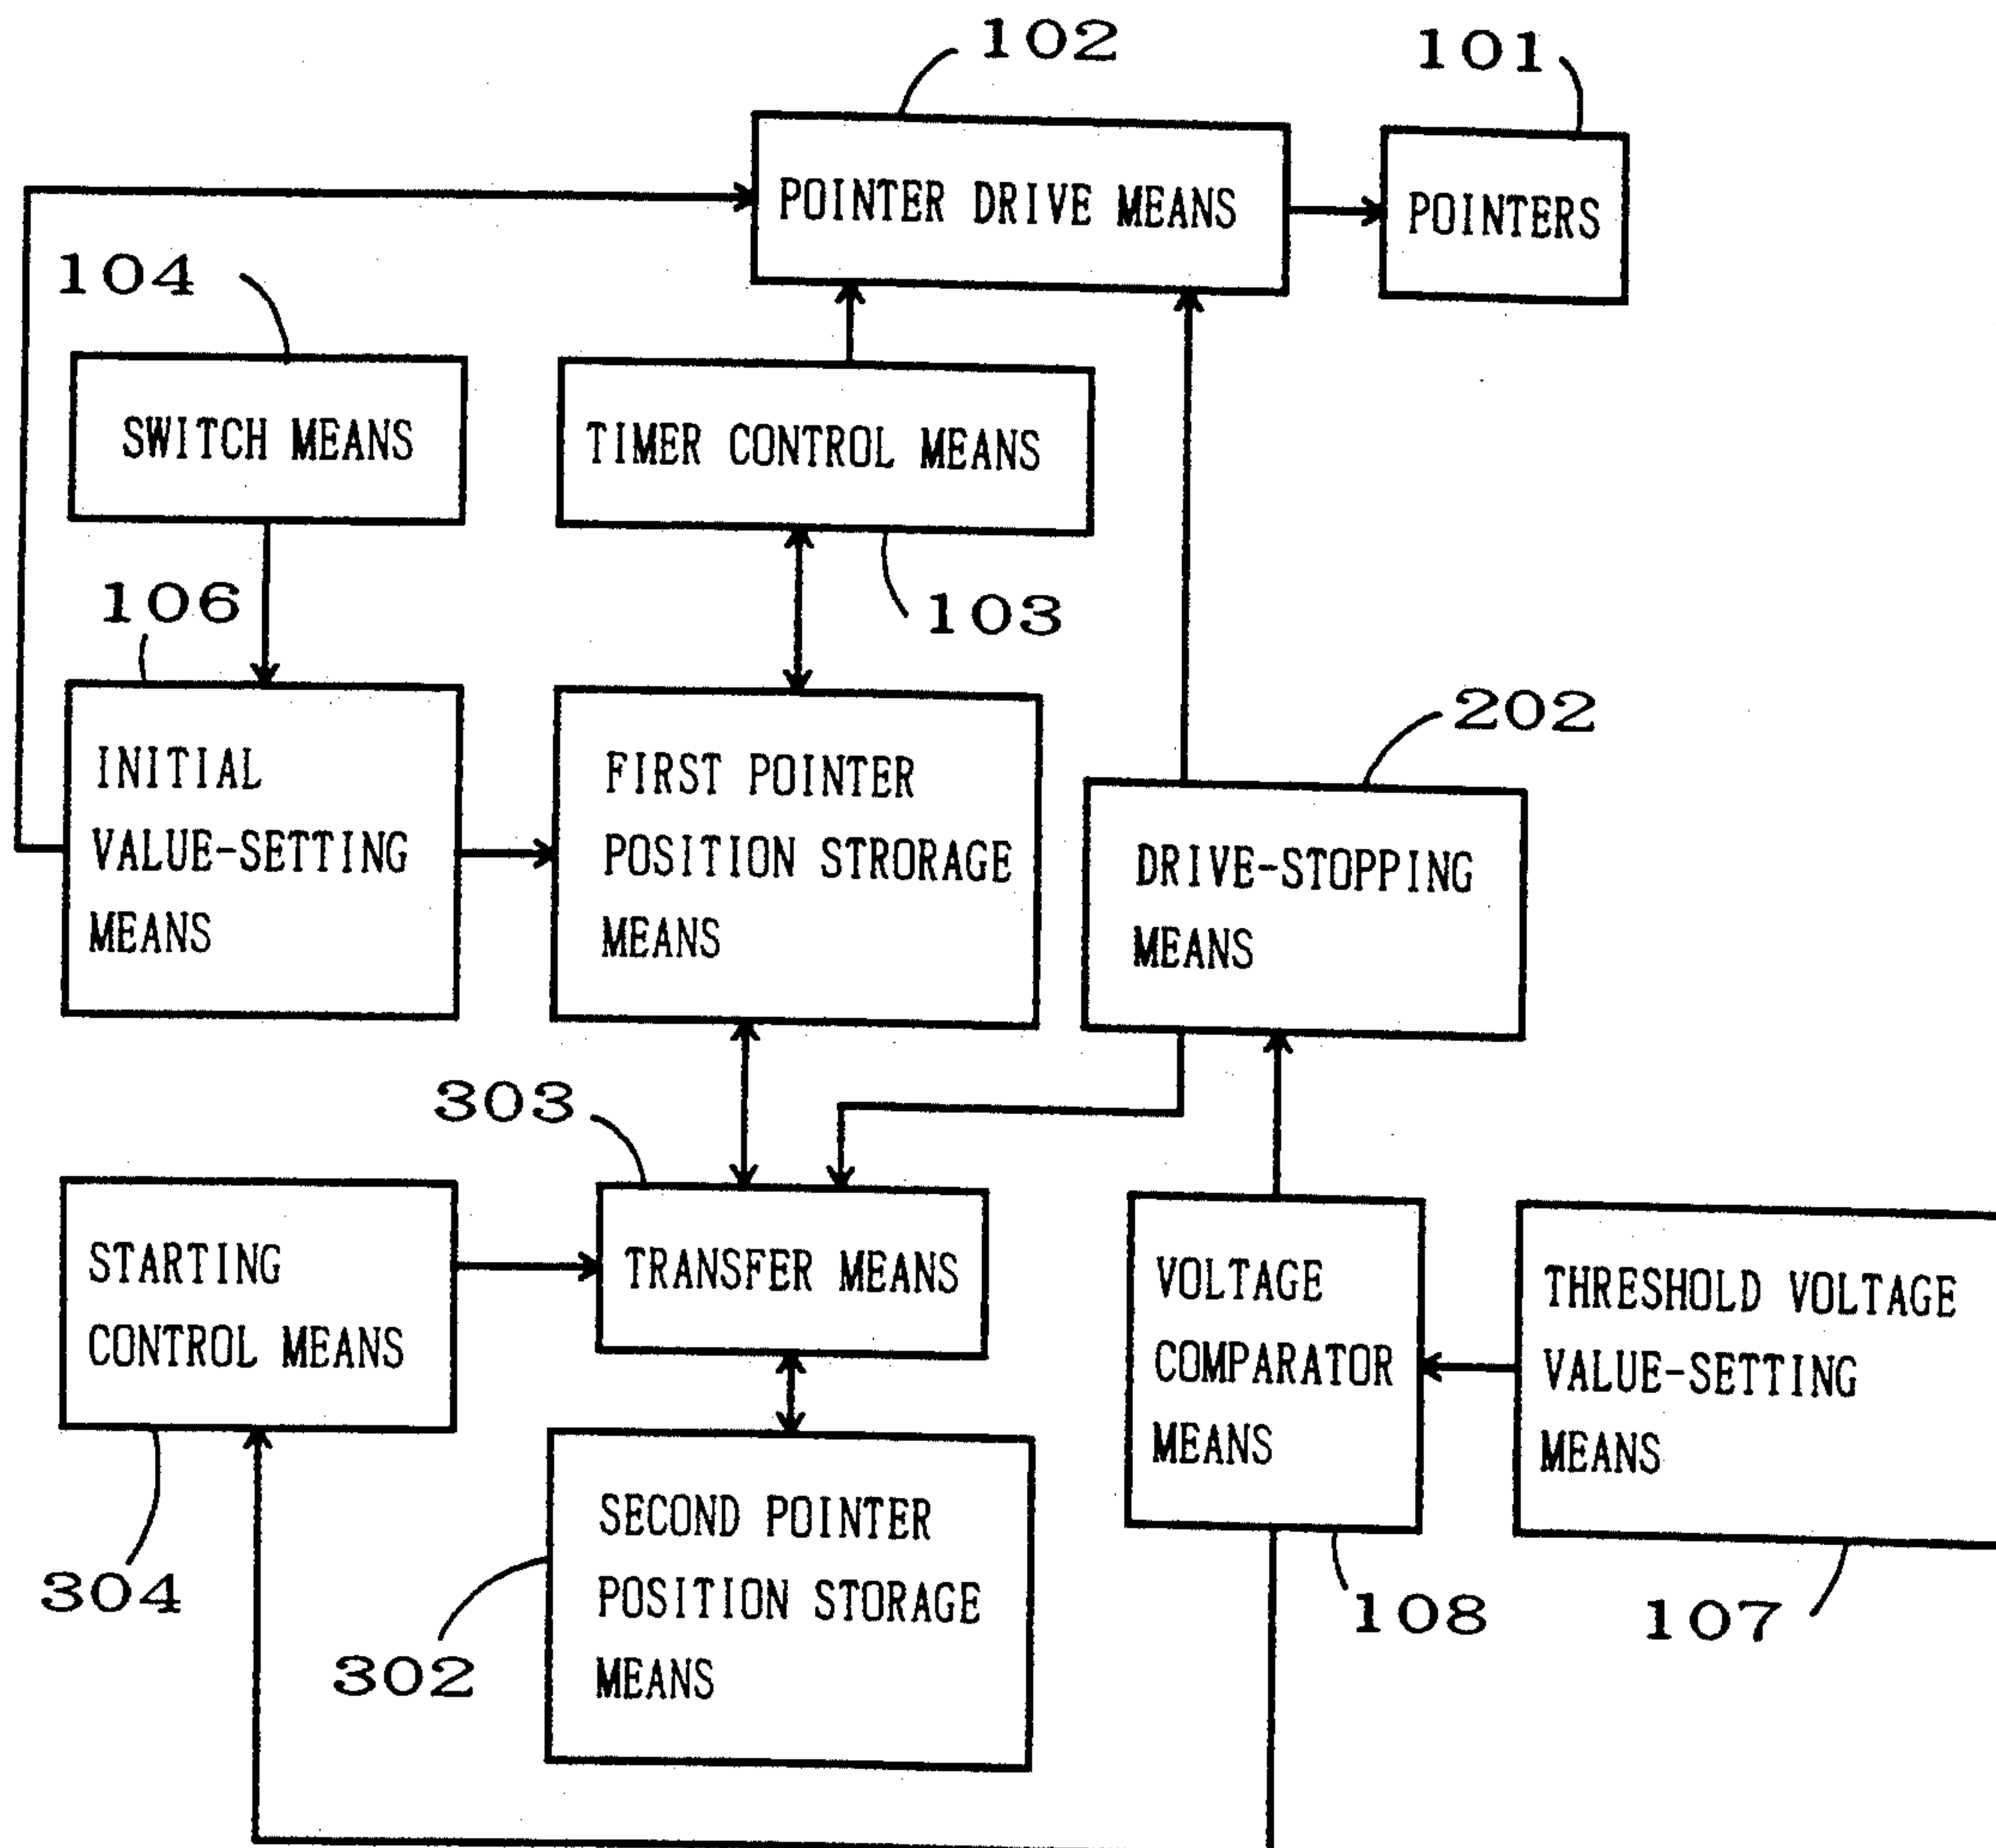 102
101
POINTER DRIVE MEANS
POINTERS
104
SWITCH MEANS
TIMER CONTROL MEANS
106
103
INITIAL
VALUE-SETTING
MEANS
FIRST POINTER
POSITION STRORAGE
MEANS
202
DRIVE-STOPPING
MEANS
303
STARTING
CONTROL MEANS
TRANSFER MEANS
VOLTAGE
COMPARATOR
MEANS
THRESHOLD VOLTAGE
VALUE-SETTING
MEANS
304
SECOND POINTER
POSITION STORAGE
MEANS
302
108
107